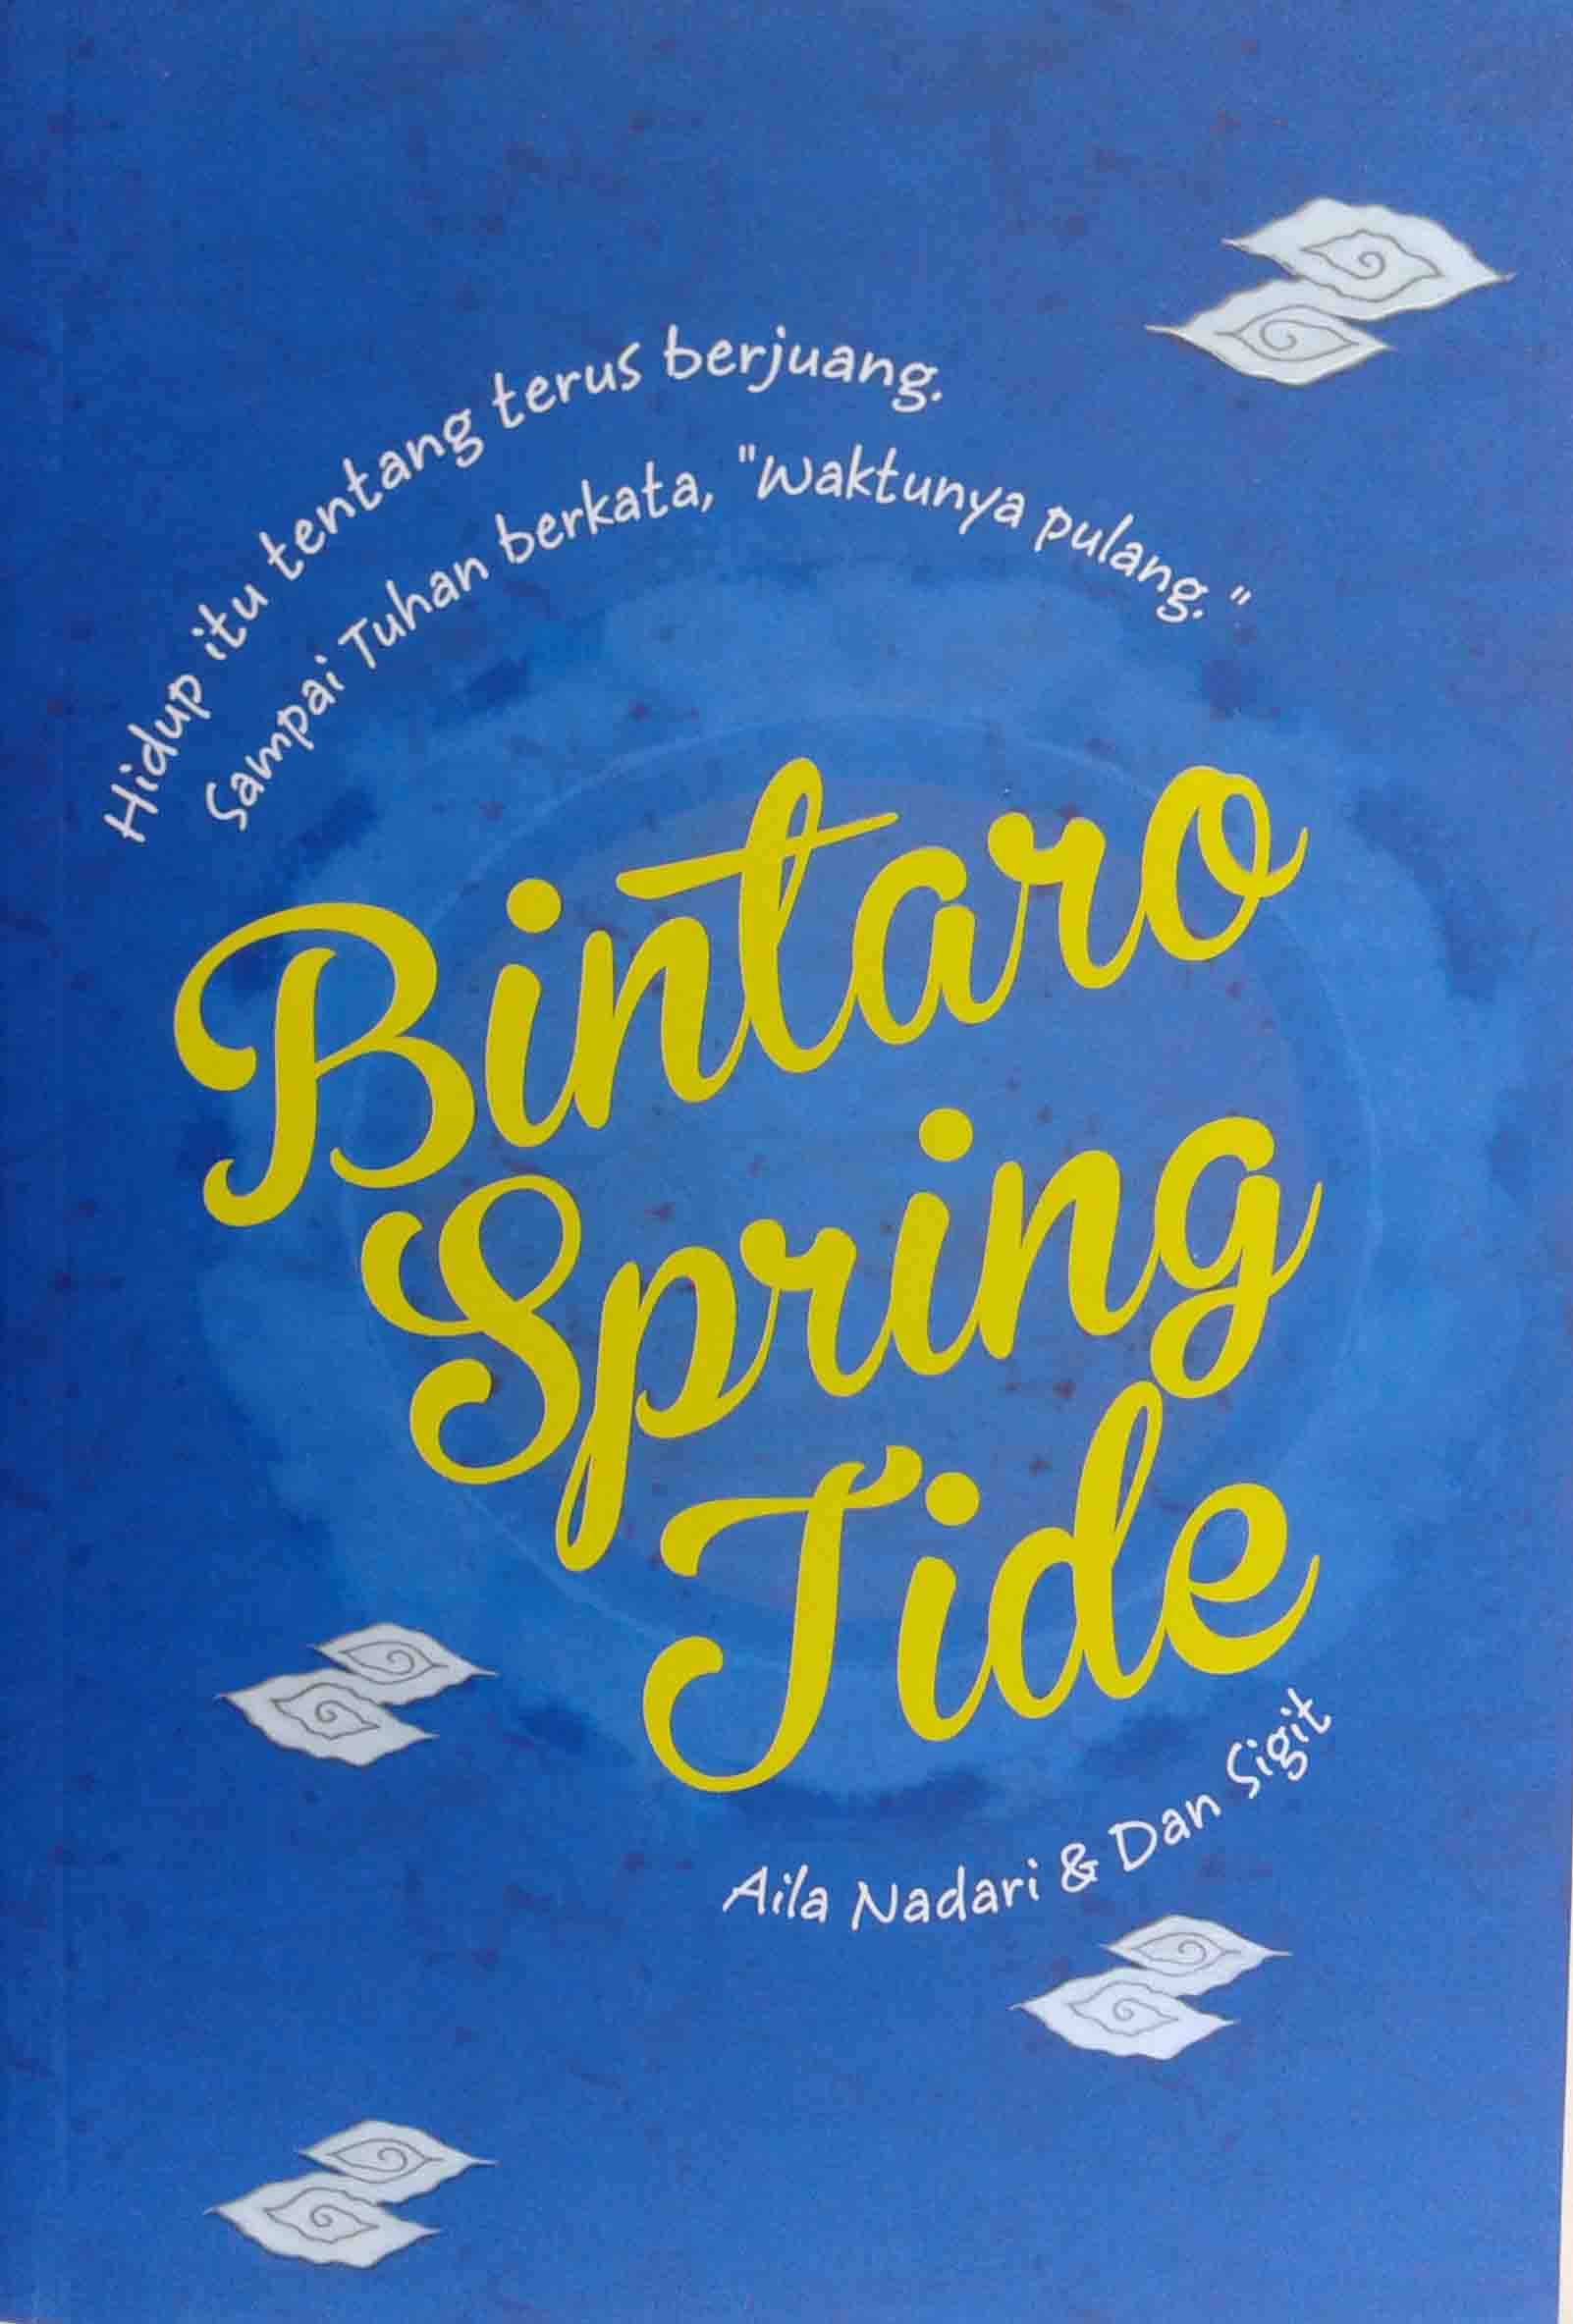 Hidup itu tentang terus berjuang.
Sampai Tuhan berkata, "Waktunya pulang."
Bintaro
Spring
Tide
Aila Nadari & Dan Sigit